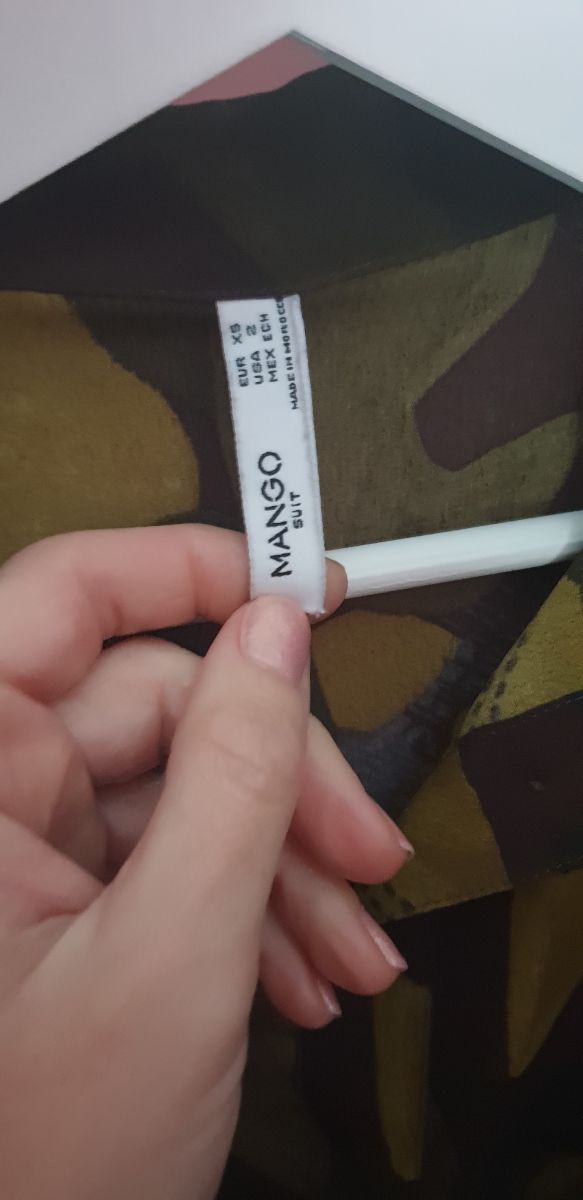 EUR XS
USA 2
MEX ECH
MADE IN MOROCCO
MANGO
SUIT